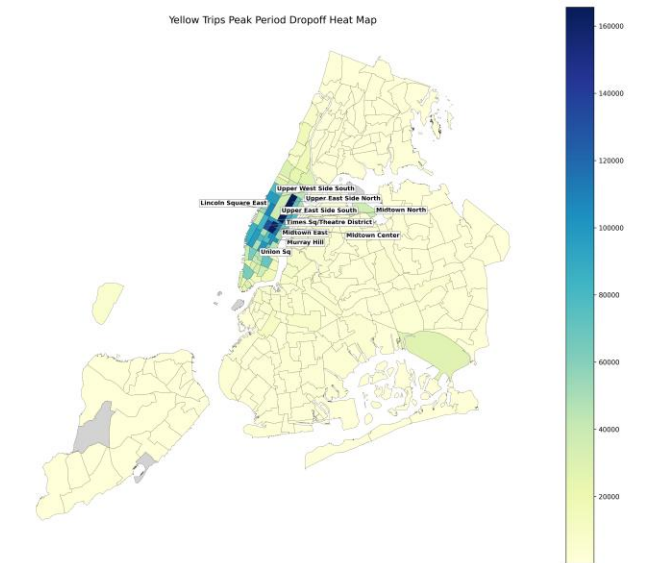 Yellow Trips Peak Period Dropoff Heat Map
160000
140000
120000
100000
80000
60000
40000
20000
Upper West Side South
Upper East Side North
Lincoln Square East
Upper East Side South
Midtown North
Times Sq/Theatre District
Midtown East
Midtown Center
Murray Hill
Union Sq